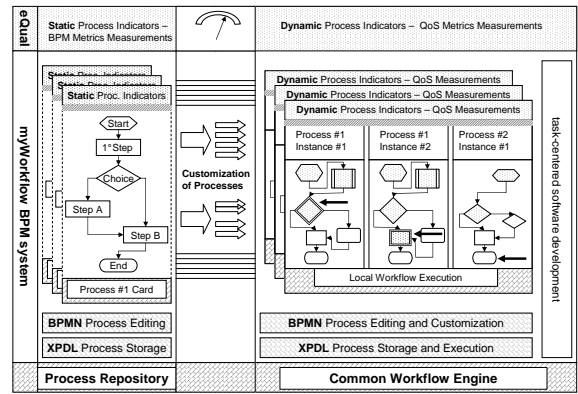 eQual
Static Process Indicators –
BPM Metrics Measurements
Dynamic Process Indicators – QoS Metrics Measurements
myWorkflow BPM system
Static Proc. Indicators
Static Proc. Indicators
Static Proc. Indicators
Start
1°Step
Choice
Step A
Step B
End
Process #1 Card
Customization
of Processes
Dynamic Process Indicators – QoS Measurements
Dynamic Process Indicators – QoS Measurements
Dynamic Process Indicators – QoS Measurements
Process #1
Instance #1
Process #1
Instance #2
Process #2
Instance #1
Local Workflow Execution
task-centered software development
BPMN Process Editing
XPDL Process Storage
BPMN Process Editing and Customization
XPDL Process Storage and Execution
Process Repository
Common Workflow Engine